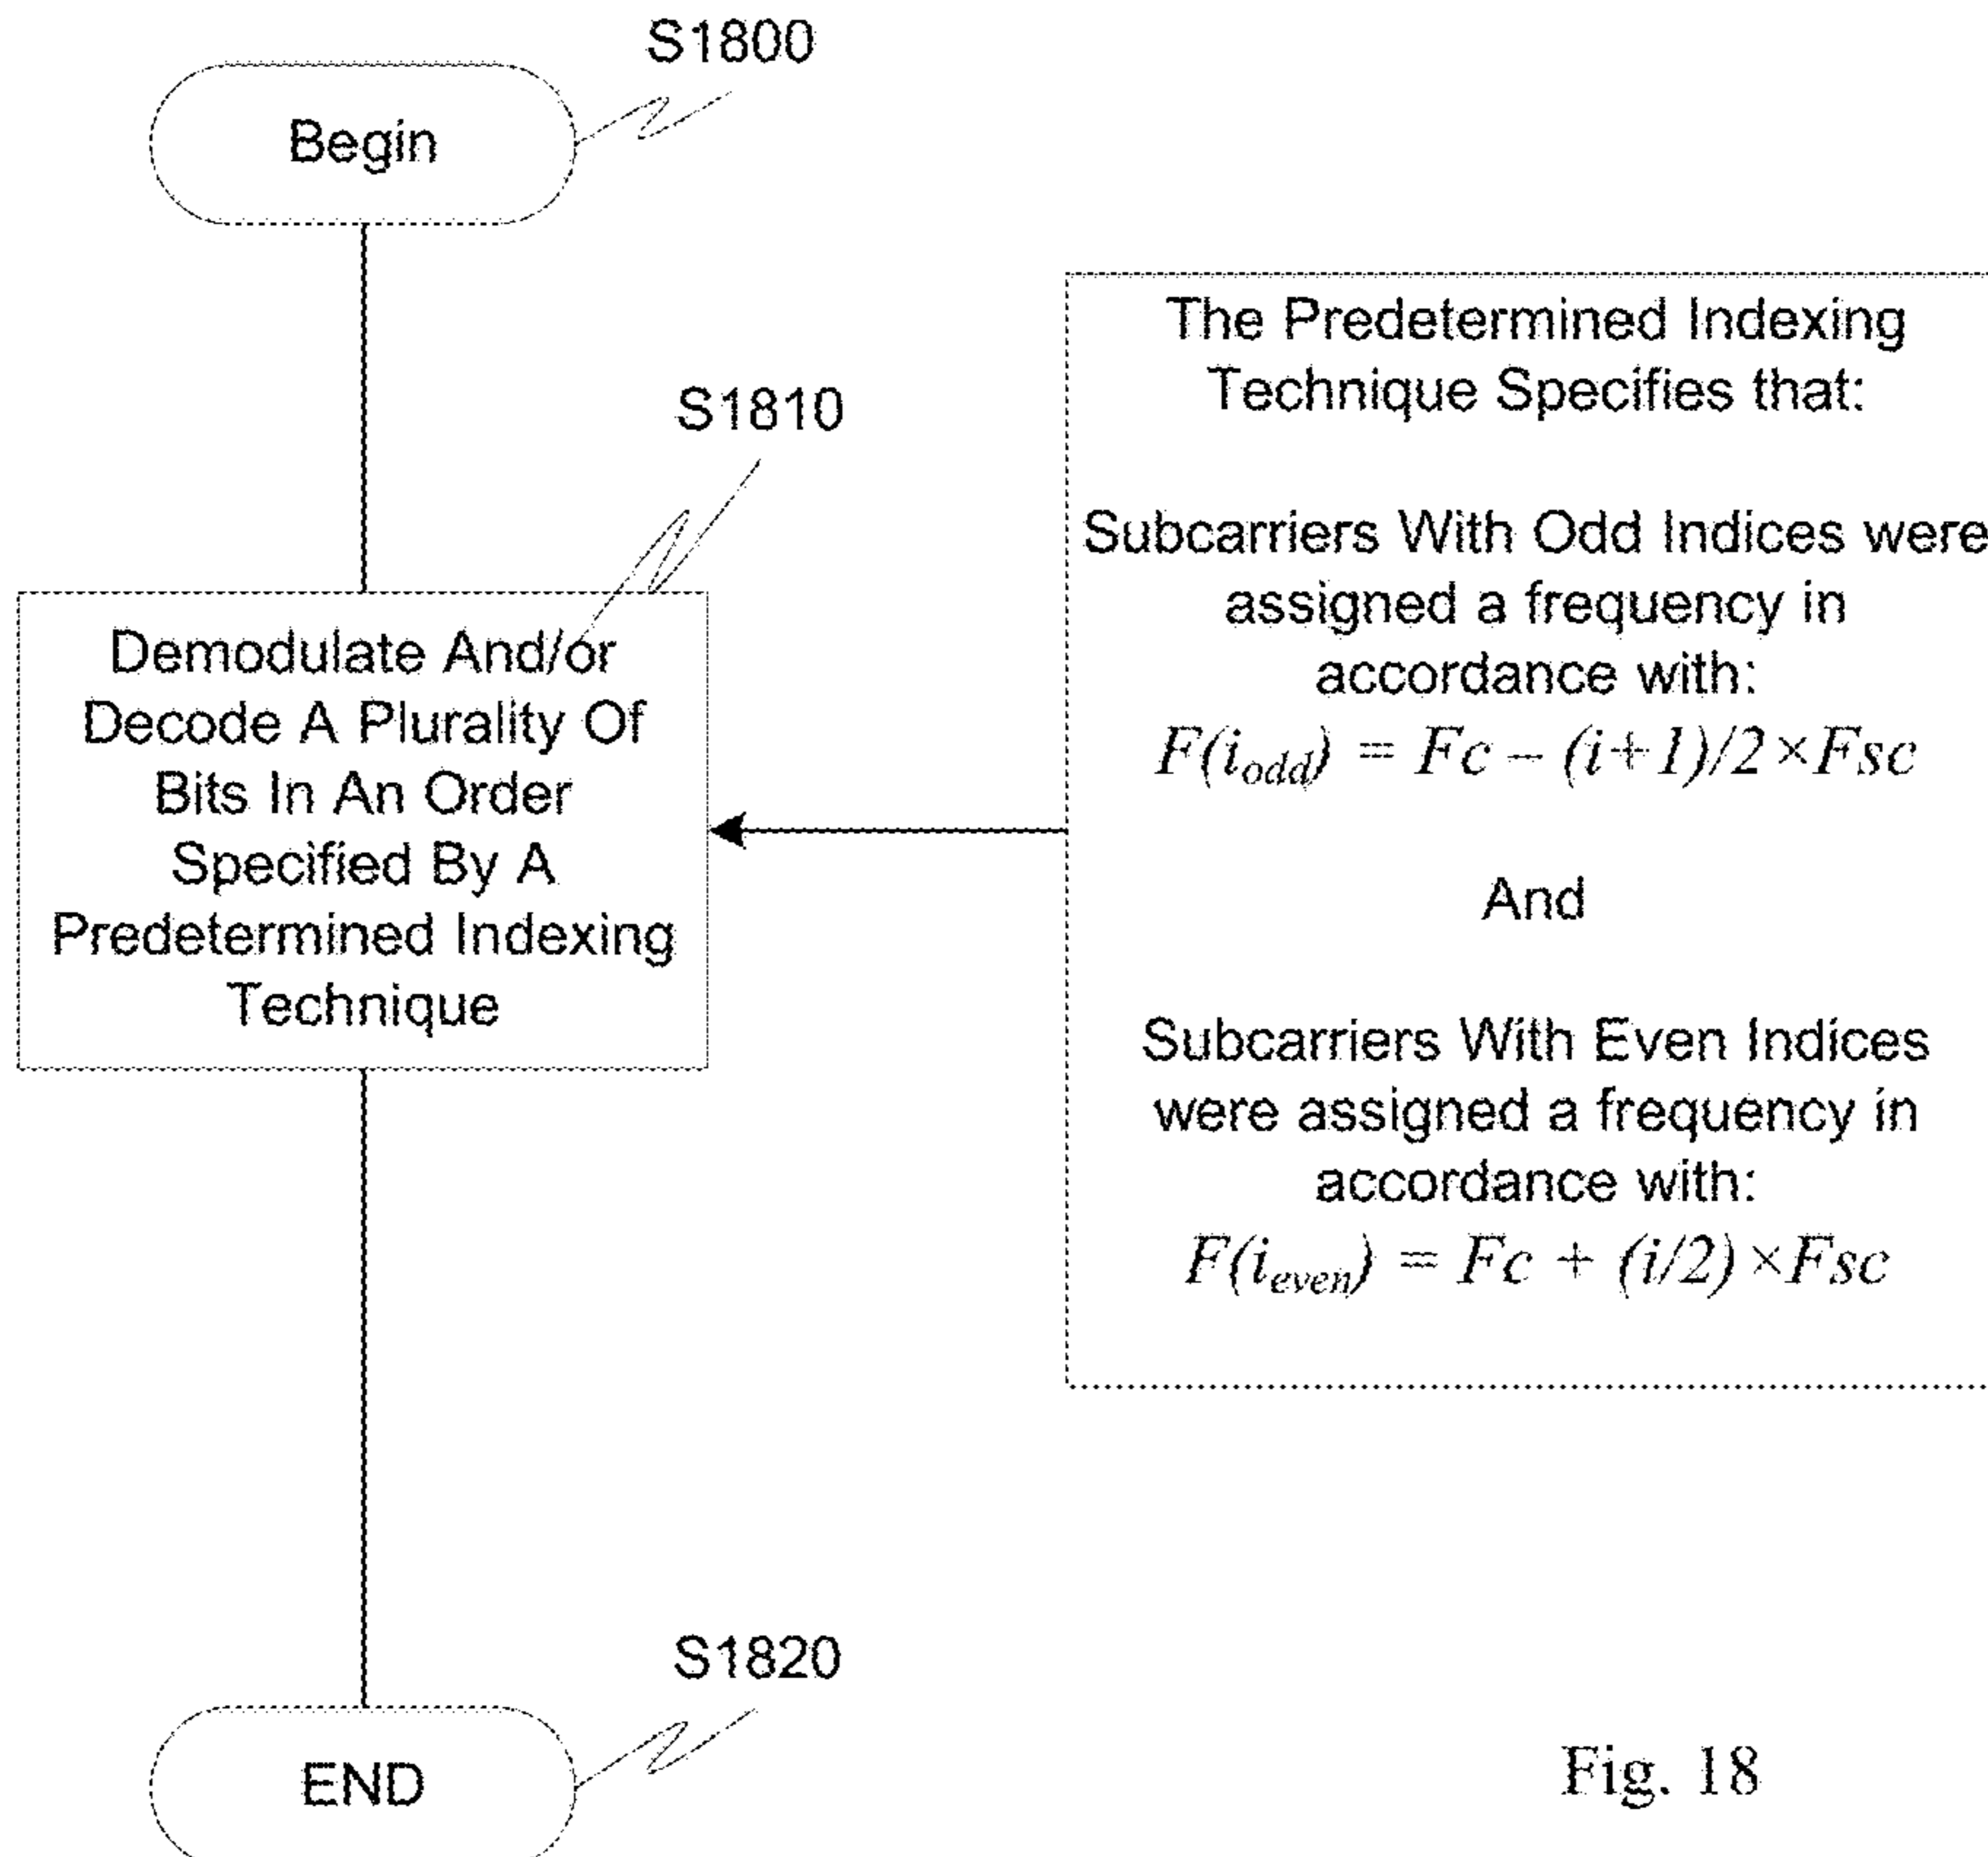 S1800
Begin
S1810
Demodulate And/or
Decode A Plurality Of
Bits In An Order
Specified By A
Predetermined Indexing
Technique
The Predetermined Indexing
Technique Specifies that:
Subcarriers With Odd Indices were
assigned a frequency in
accordance with:
F(i_odd) = Fc – (i+1)/2×Fsc
And
Subcarriers With Even Indices
were assigned a frequency in
accordance with:
F(i_even) = Fc + (i/2)×Fsc
S1820
END
Fig. 18